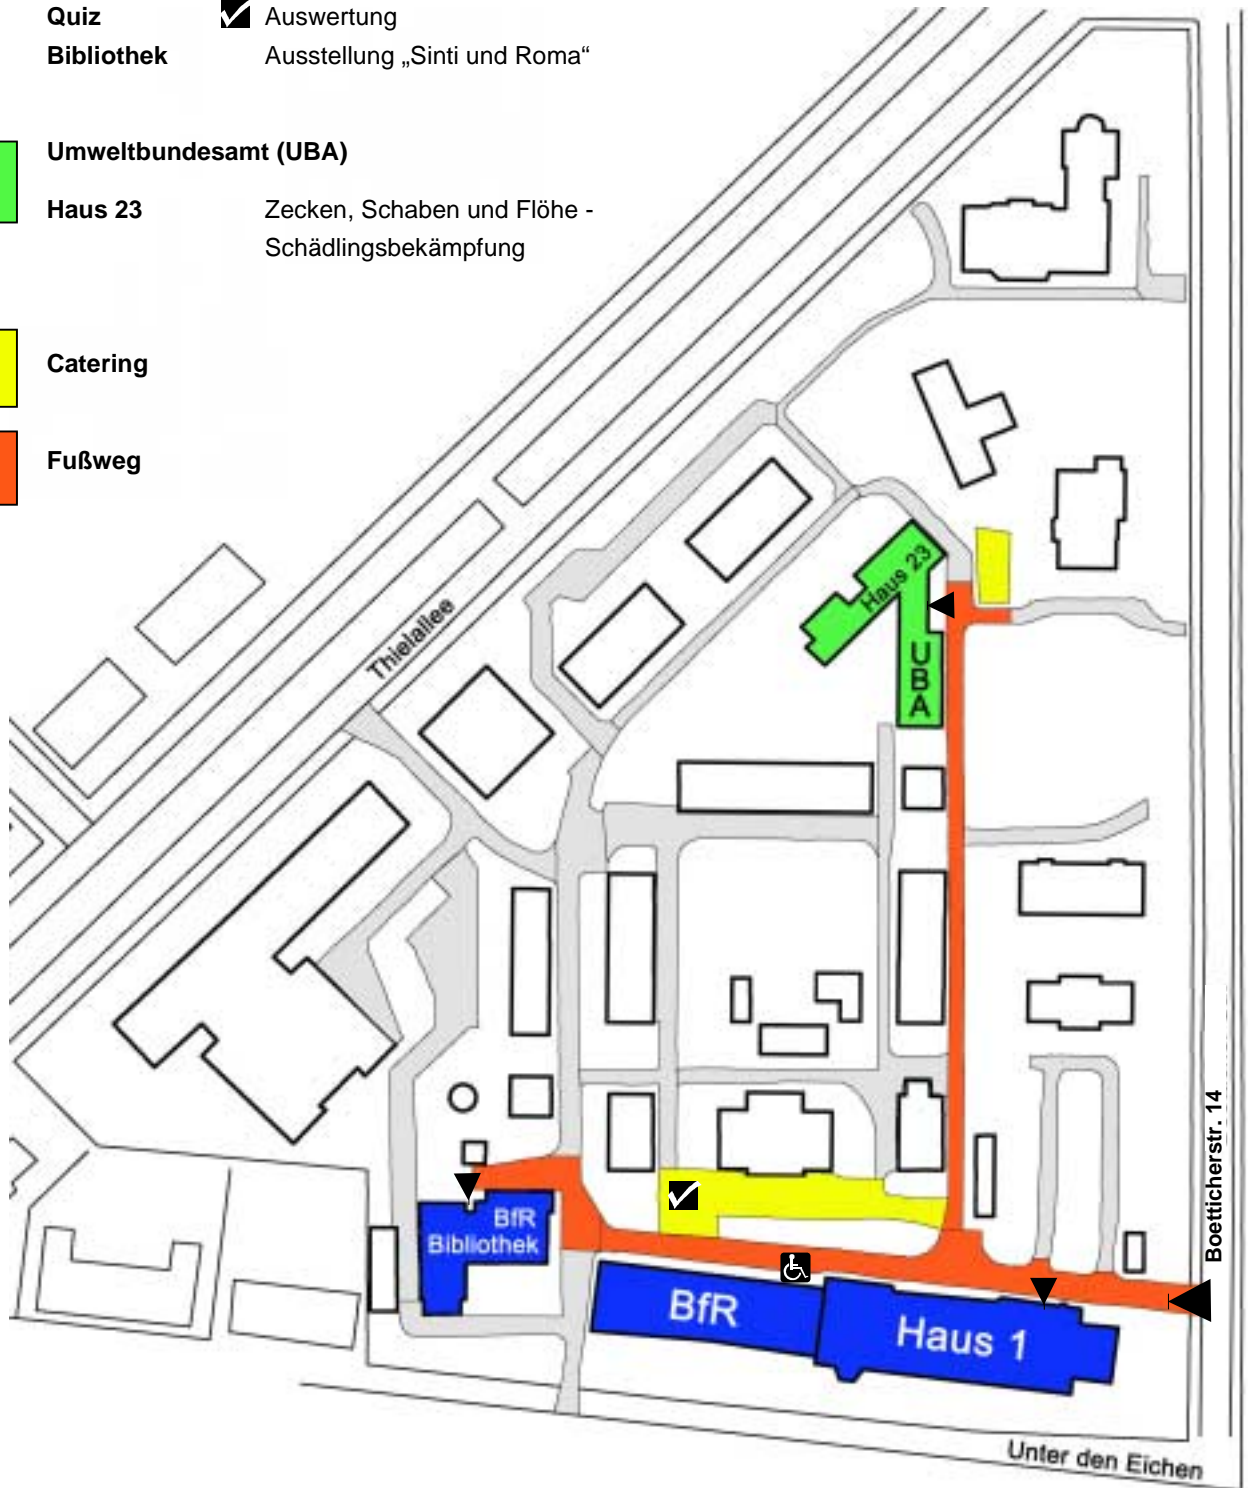 Quiz Auswertung
Bibliothek Ausstellung „Sinti und Roma“
Umweltbundesamt (UBA)
Haus 23 Zecken, Schaben und Flöhe -
Schädlingsbekämpfung
Catering
Fußweg
Thielallee
Haus 23
UBA
BfR
Bibliothek
BfR
Haus 1
Boetticherstr. 14
Unter den Eichen